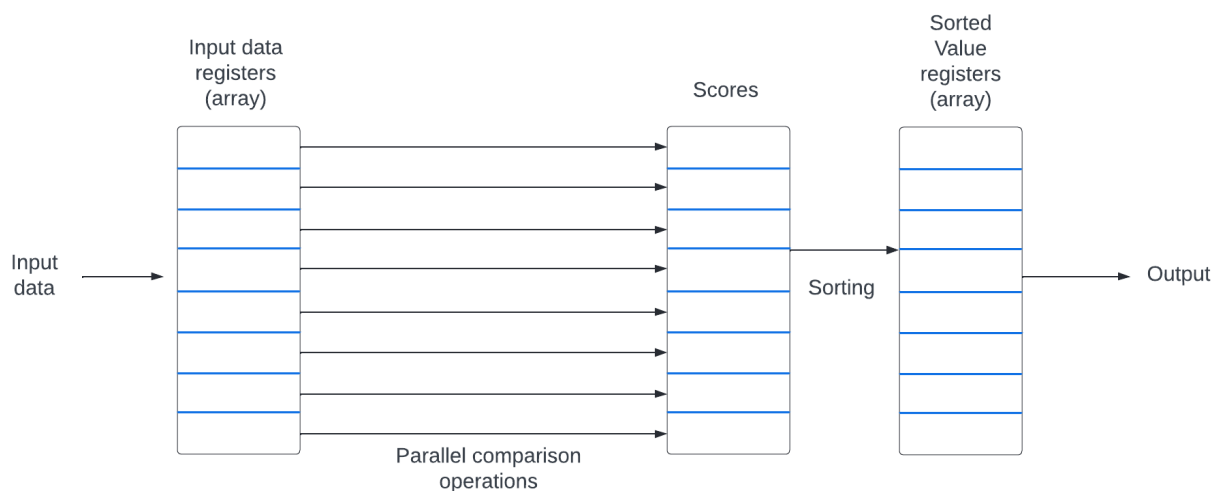 Input data
registers
(array)
Scores
Sorted
Value
registers
(array)
Input
data
Sorting
Output
Parallel comparison
operations